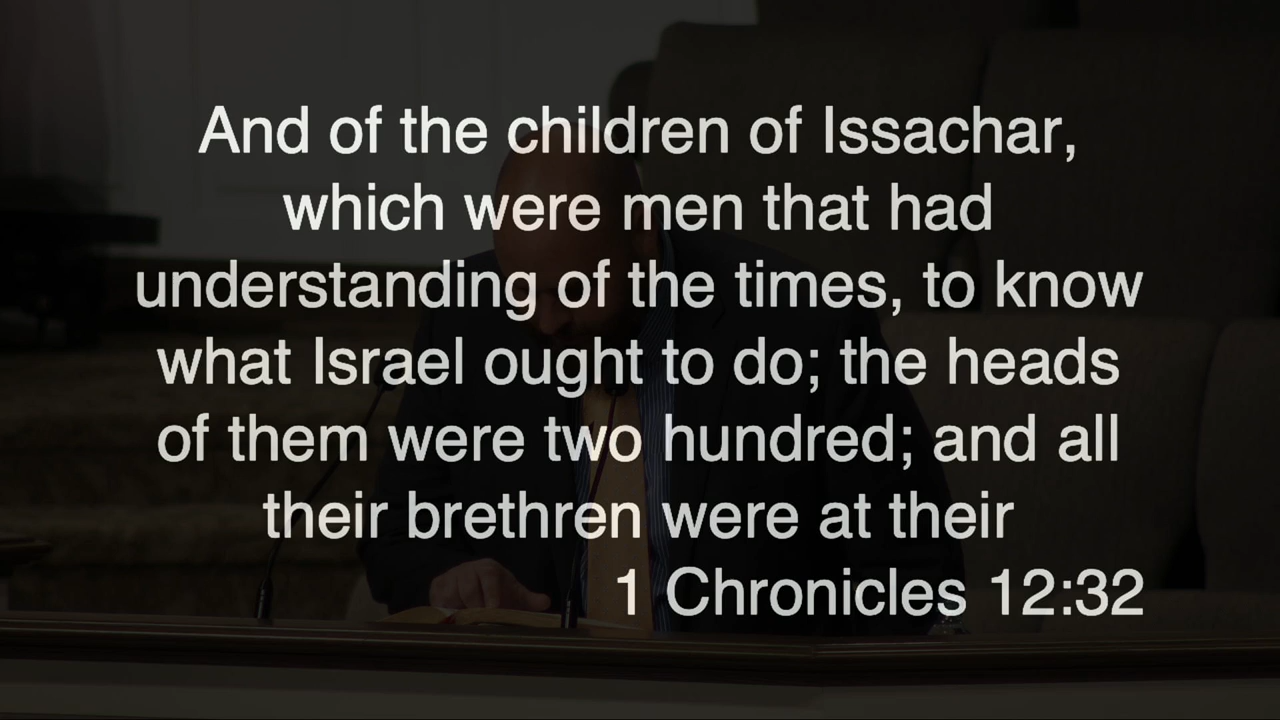 And of the children of Issachar,
which were men that had
understanding of the times, to know
what Israel ought to do; the heads
of them were two hundred; and all
their brethren were at their
1 Chronicles 12:32